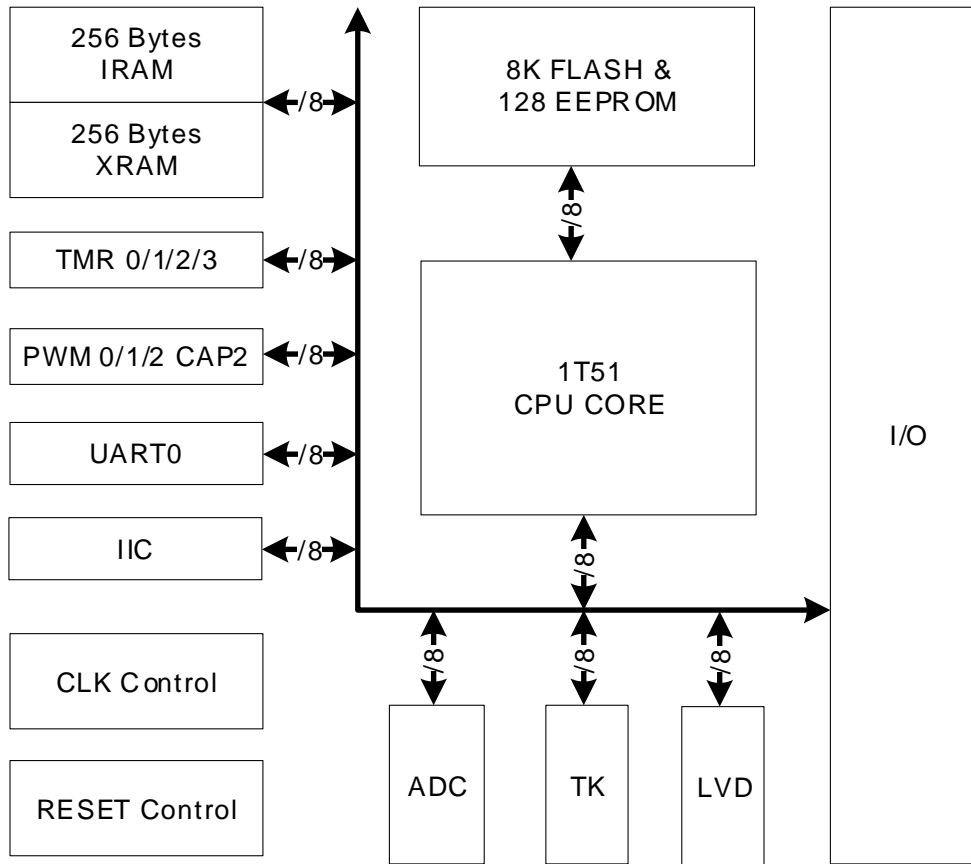 256 Bytes
IRAM
/8
256 Bytes
XRAM
8K FLASH &
128 EEPROM
/8
TMR 0/1/2/3
/8
PWM 0/1/2 CAP2
/8
1T51
CPU CORE
I/O
UART0
/8
IIC
/8
/8
CLK Control
/8
/8
/8
RESET Control
ADC
TK
LVD